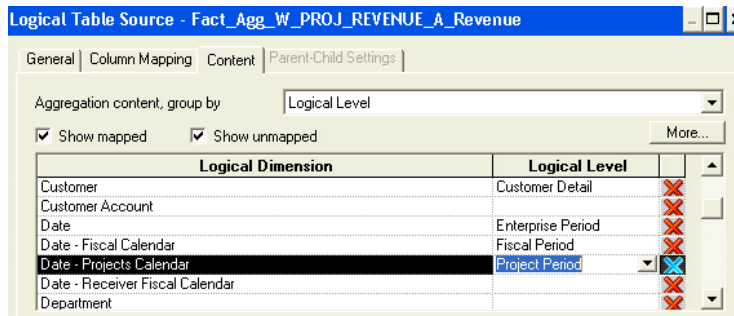 Logical Table Source - Fact_Agg_W_PROJ_REVENUE_A_Revenue
General Column Mapping Content Parent-Child Settings
Aggregation content, group by Logical Level
Show mapped Show unmapped More...
Logical Dimension Logical Level
Customer Customer Detail
Customer Account
Date Enterprise Period
Date - Fiscal Calendar Fiscal Period
Date - Projects Calendar Project Period
Date - Receiver Fiscal Calendar
Department